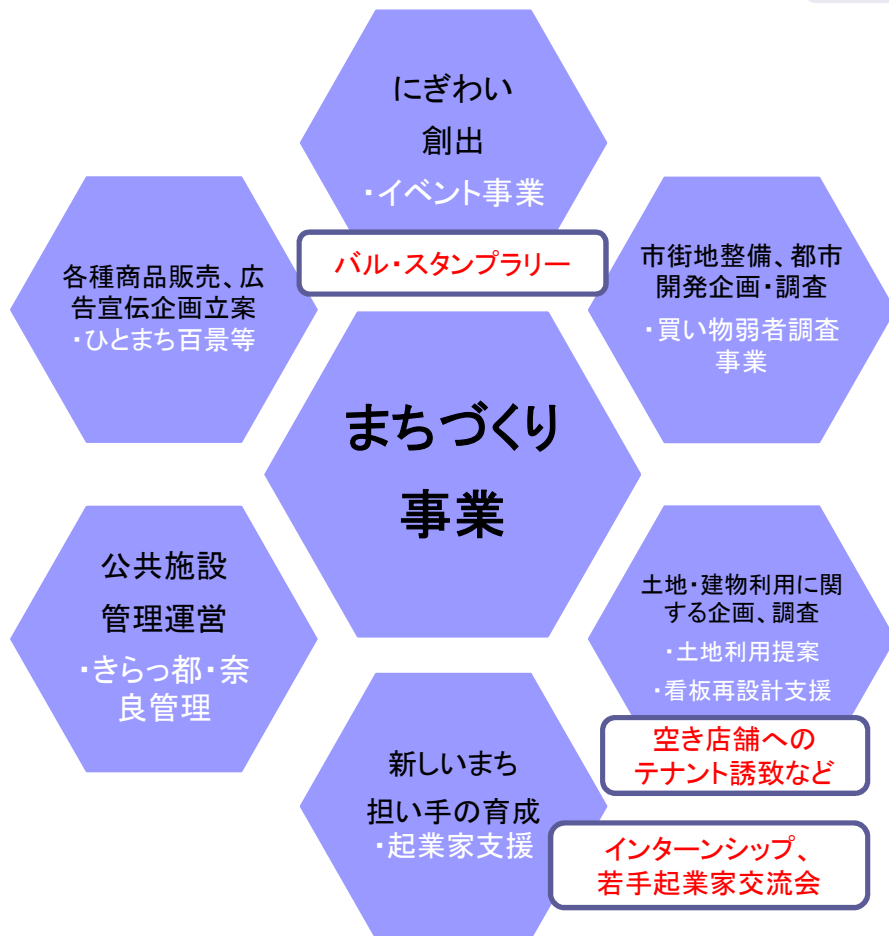 にぎわい
創出
・イベント事業
バル・スタンプラリー
各種商品販売、広
告宣伝企画立案
・ひとまち百景等
市街地整備、都市
開発企画・調査
・買い物弱者調査
事業
まちづくり
事業
公共施設
管理運営
・きらっ都・奈
良管理
土地・建物利用に関
する企画、調査
・土地利用提案
・看板再設計支援
空き店舗への
テナント誘致など
新しいまち
担い手の育成
・起業家支援
インターンシップ、
若手起業家交流会